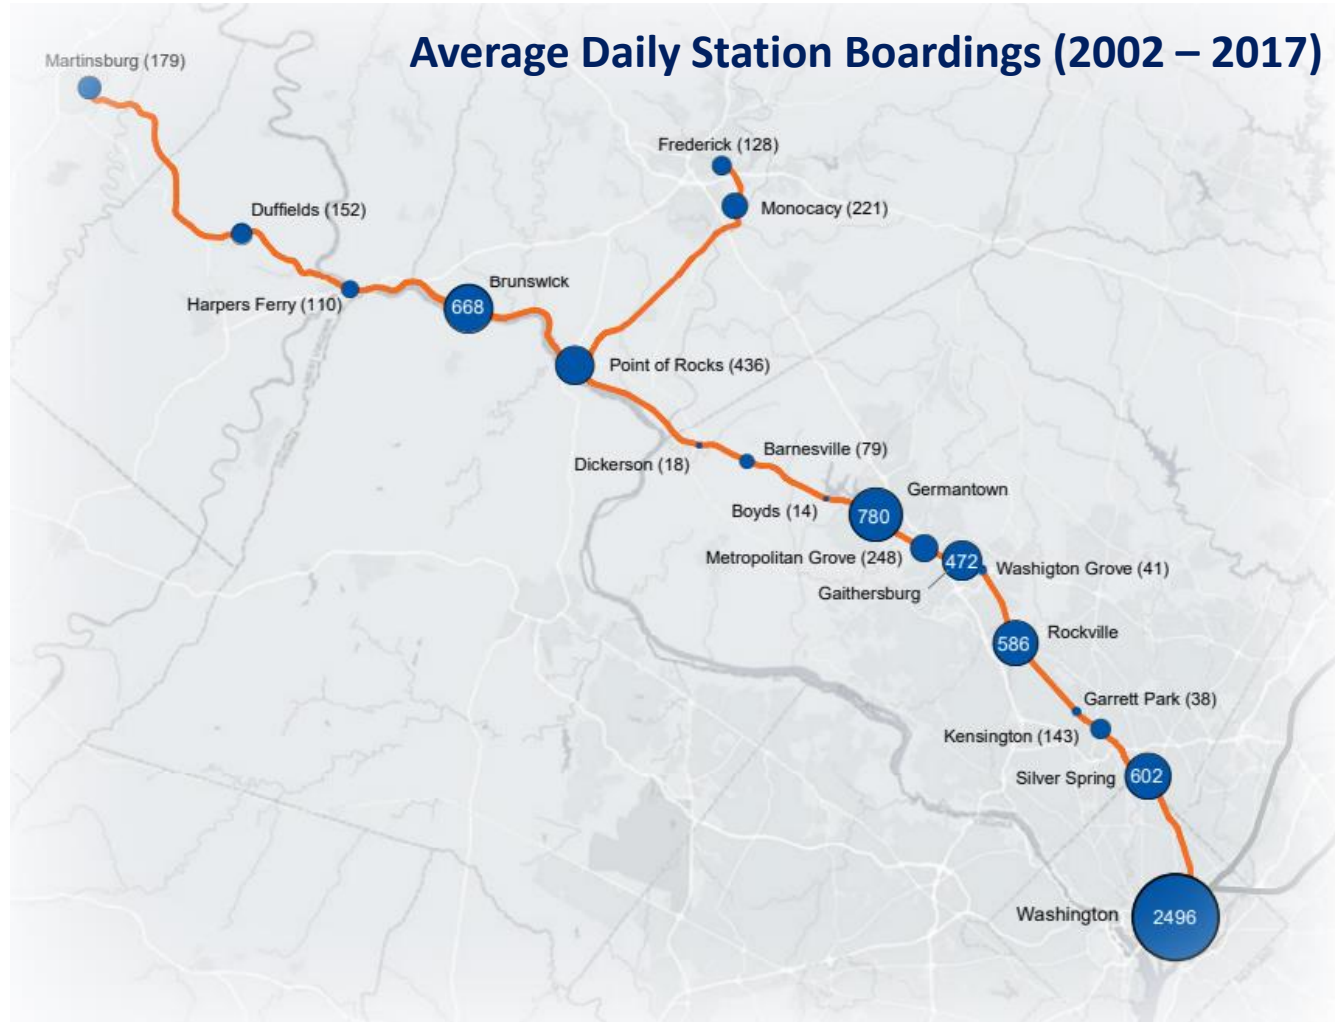 Average Daily Station Boardings (2002 – 2017)
Martinsburg (179)
Frederick (128)
Monocacy (221)
Duffields (152)
Harpers Ferry (110)
Brunswick
668
Point of Rocks (436)
Dickerson (18)
Barnesville (79)
Boyds (14)
Germantown
780
Metropolitan Grove (248)
472
Washigton Grove (41)
Gaithersburg
586
Rockville
Garrett Park (38)
Kensington (143)
Silver Spring
602
Washington
2496